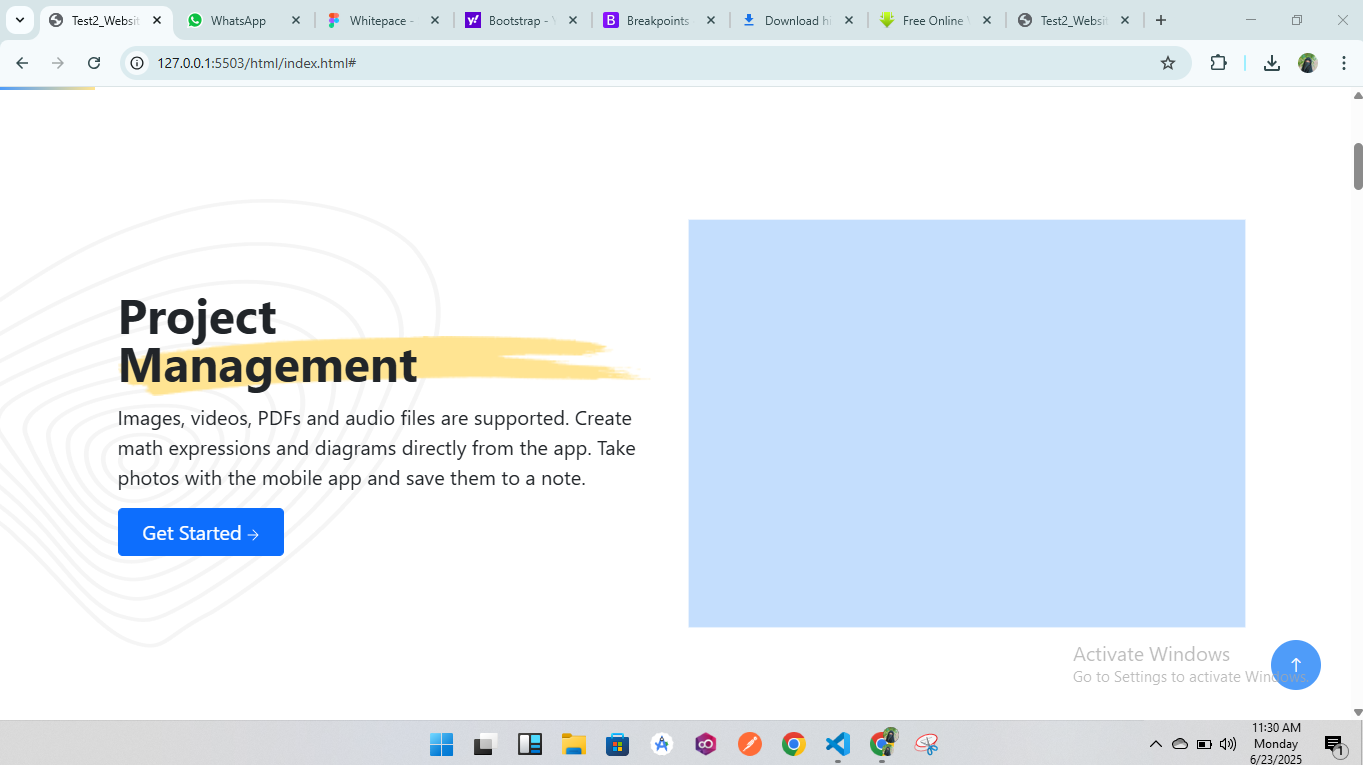 Test2_Websit
WhatsApp
Whitepace -
Bootstrap -
Breakpoints
Download hi
Free Online
Test2_Websit
127.0.0.1:5503/html/index.html#
Project
Management
Images, videos, PDFs and audio files are supported. Create
math expressions and diagrams directly from the app. Take
photos with the mobile app and save them to a note.
Get Started →
Activate Windows
Go to Settings to activate Windows.
11:30 AM
Monday
6/23/2025
1